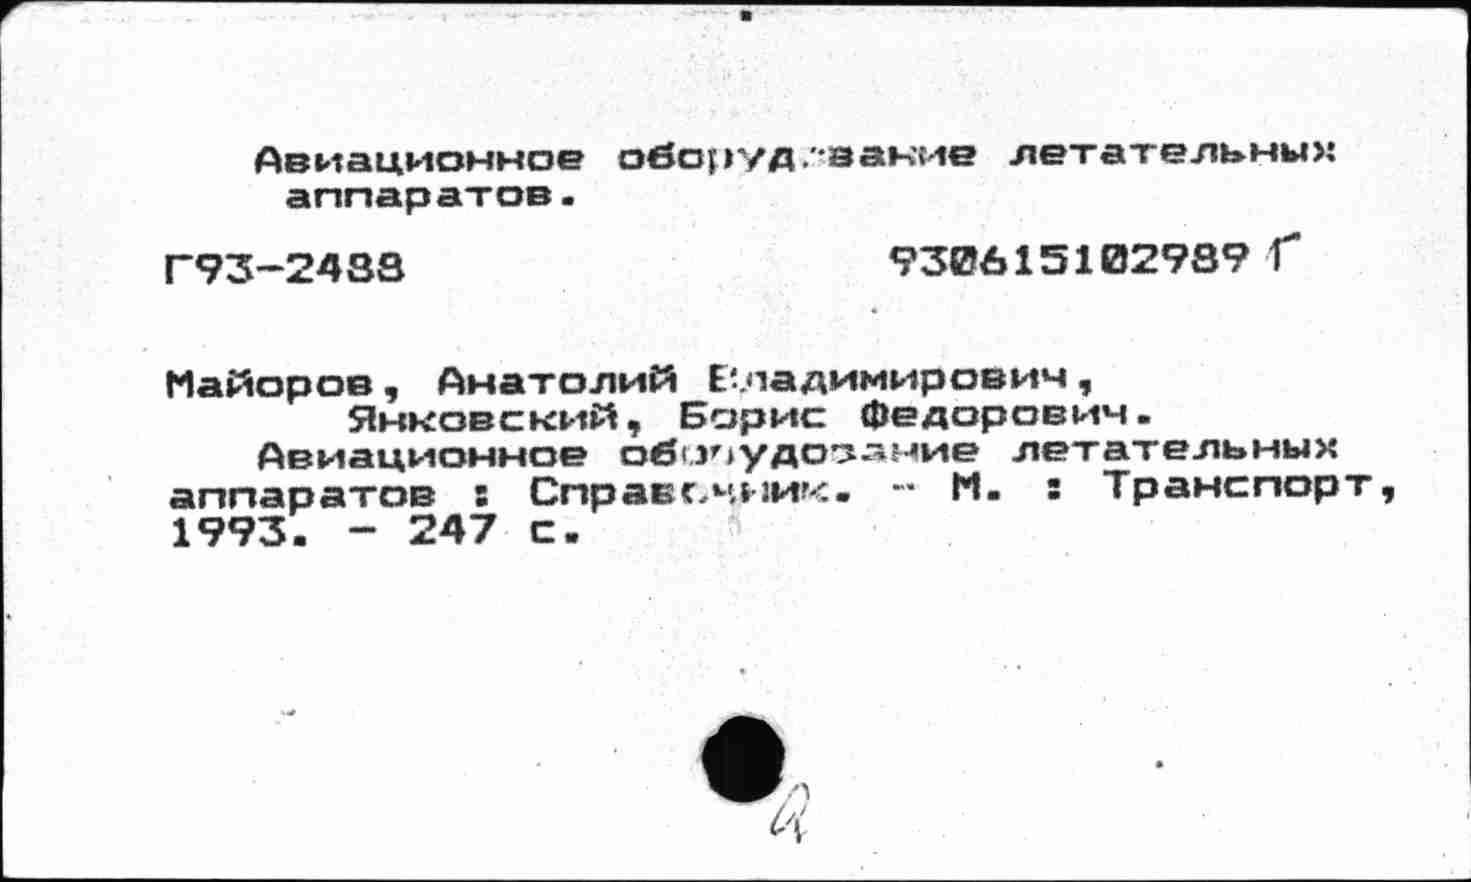 Авиационное оборудование летательных
аппаратов.
Г93-2488
930615102989 Г
Майоров, Анатолий Владимирович,
Янковский, Борис Федорович.
Авиационное оборудование летательных
аппаратов : Справочник. - М. : Транспорт,
1993. - 247 с.